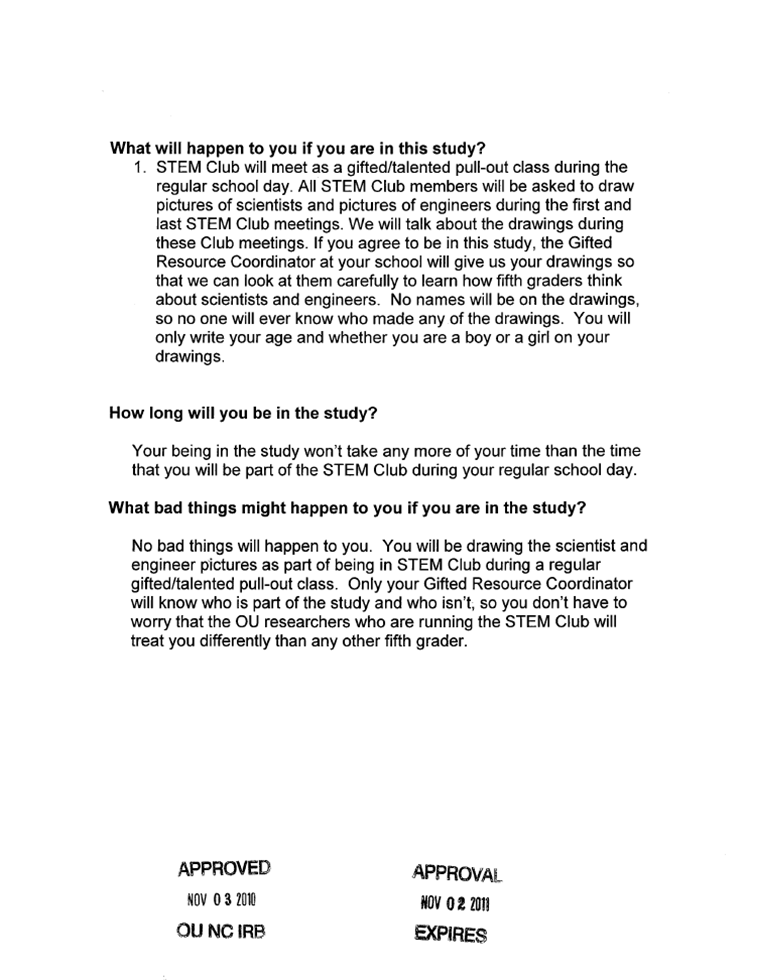 What will happen to you if you are in this study?
1. STEM Club will meet as a gifted/talented pull-out class during the
regular school day. All STEM Club members will be asked to draw
pictures of scientists and pictures of engineers during the first and
last STEM Club meetings. We will talk about the drawings during
these Club meetings. If you agree to be in this study, the Gifted
Resource Coordinator at your school will give us your drawings so
that we can look at them carefully to learn how fifth graders think
about scientists and engineers.  No names will be on the drawings,
so no one will ever know who made any of the drawings.  You will
only write your age and whether you are a boy or a girl on your
drawings.
How long will you be in the study?
Your being in the study won't take any more of your time than the time
that you will be part of the STEM Club during your regular school day.
What bad things might happen to you if you are in the study?
No bad things will happen to you.  You will be drawing the scientist and
engineer pictures as part of being in STEM Club during a regular
gifted/talented pull-out class.  Only your Gifted Resource Coordinator
will know who is part of the study and who isn't, so you don't have to
worry that the OU researchers who are running the STEM Club will
treat you differently than any other fifth grader.
APPROVED
NOV 03 2010
OU NC IRB
APPROVAL
NOV 02 2011
EXPIRES